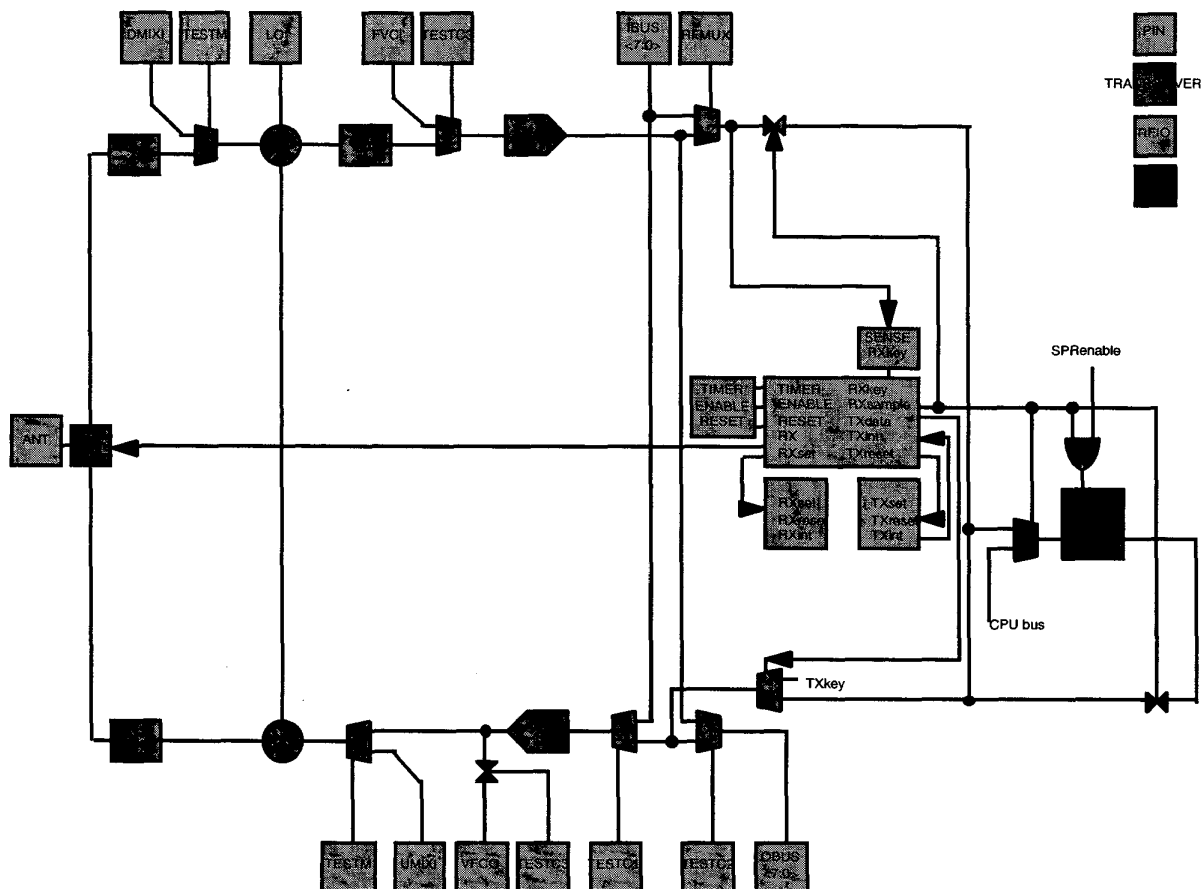 DMIXI
TESTM
LO
FVCI
TESTC3
IBUS
<7:0>
REMUX
PIN
RFIO
SENSE
RXkey
SPRenable
TIMER
ENABLE
RESET
TIMER
ENABLE
RESET
RX
RXset
RXkey
RXsample
TXdata
TXint
TXreset
ANT
RXset
RXreset
RXint
TXset
TXreset
TXint
CPU bus
TXkey
TESTM
UMIXI
VFCO
TESTC3
TESTC2
OBUS
<7:0>